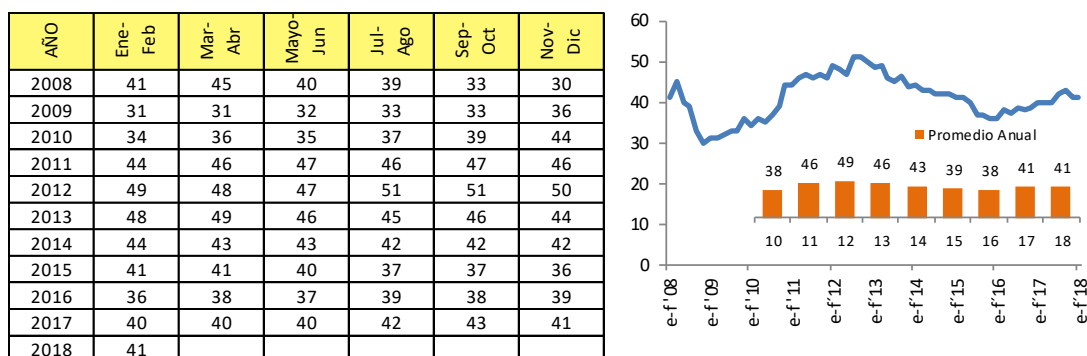 AÑO Ene-Feb Mar-Abr Mayo-Jun Jul-Ago Sep-Oct Nov-Dic
2008 41 45 40 39 33 30
2009 31 31 32 33 33 36
2010 34 36 35 37 39 44
2011 44 46 47 46 47 46
2012 49 48 47 51 51 50
2013 48 49 46 45 46 44
2014 44 43 43 42 42 42
2015 41 41 40 37 37 36
2016 36 38 37 39 38 39
2017 40 40 40 42 43 41
2018 41
60
50
40
30
20
10
0
Promedio Anual
38 46 49 46 43 39 38 41 41
10 11 12 13 14 15 16 17 18
e-f '08 e-f '09 e-f '10 e-f '11 e-f '12 e-f´13 e-f´14 e-f´15 e-f´16 e-f´17 e-f´18